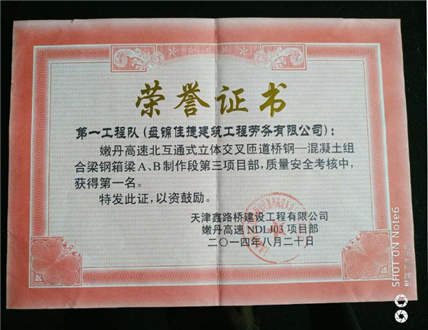 荣誉证书
第一工程队(盘锦佳捷建筑工程劳务有限公司):
嫩丹高速北互通式立体交叉匝道桥钢—混凝土组
合梁钢箱梁A、B制作段第三项目部,质量安全考核中,
获得第一名。
特发此证,以资鼓励。
天津鑫路桥建设工程有限公司
嫩丹高速NDLJ03项目部
二〇一四年八月二十日
SHOT ON Note6